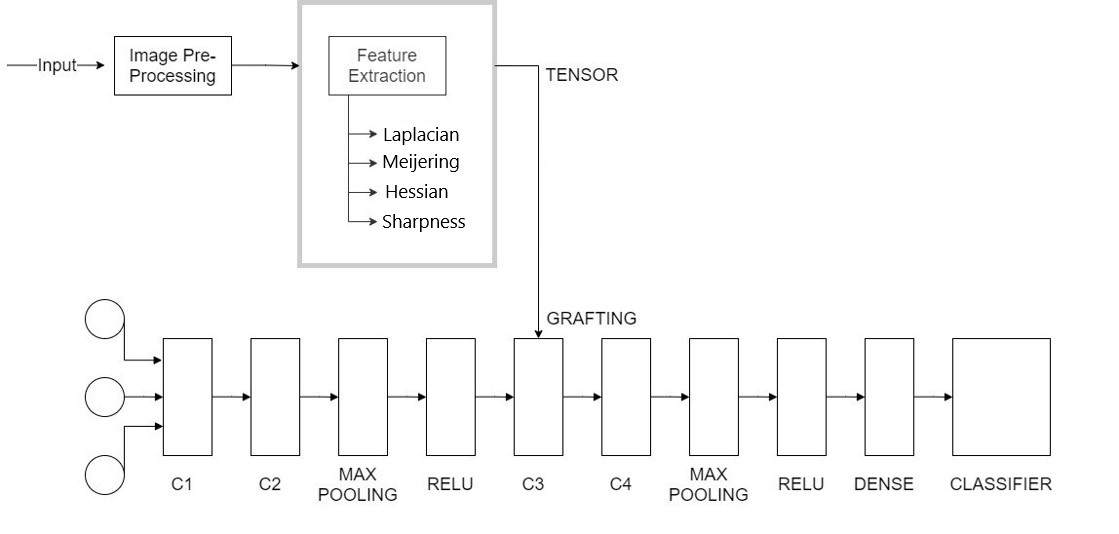 Input
Image Pre-
Processing
Feature
Extraction
TENSOR
Laplacian
Meijering
Hessian
Sharpness
GRAFTING
C1
C2
MAX
POOLING
RELU
C3
C4
MAX
POOLING
RELU
DENSE
CLASSIFIER